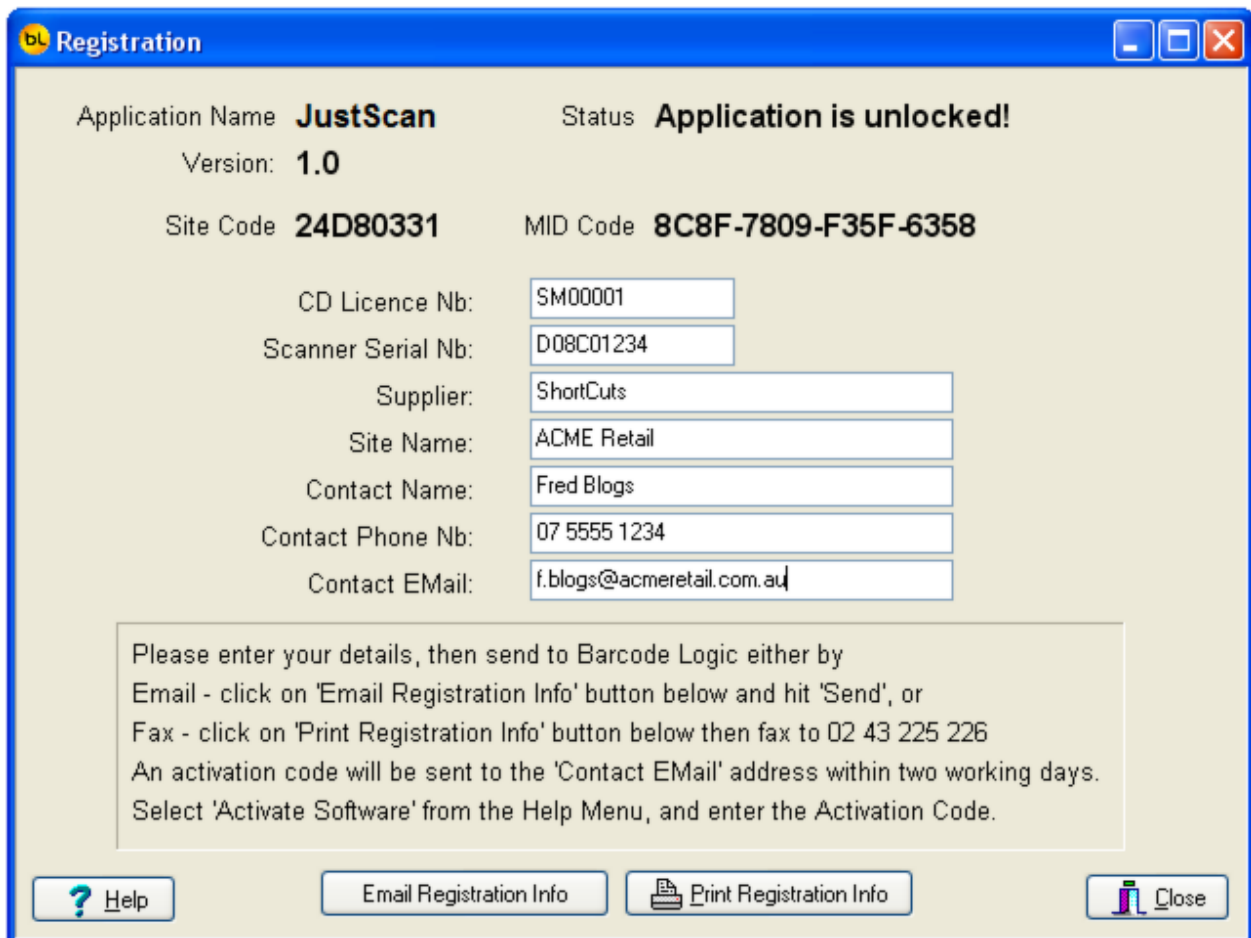 bL Registration
Application Name JustScan Status Application is unlocked!
Version: 1.0
Site Code 24D80331 MID Code 8C8F-7809-F35F-6358
CD Licence Nb: SM00001
Scanner Serial Nb: D08C01234
Supplier: ShortCuts
Site Name: ACME Retail
Contact Name: Fred Blogs
Contact Phone Nb: 07 5555 1234
Contact EMail: f.blogs@acmeretail.com.au
Please enter your details, then send to Barcode Logic either by
Email - click on 'Email Registration Info' button below and hit 'Send', or
Fax - click on 'Print Registration Info' button below then fax to 02 43 225 226
An activation code will be sent to the 'Contact EMail' address within two working days.
Select 'Activate Software' from the Help Menu, and enter the Activation Code.
? Help Email Registration Info Print Registration Info Close